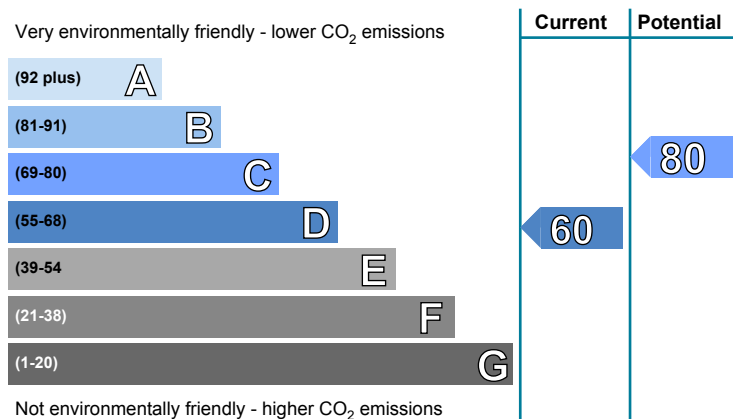 Very environmentally friendly - lower CO₂ emissions
Current
Potential
(92 plus) A
(81-91) B
(69-80) C
80
(55-68) D
60
(39-54 E
(21-38) F
(1-20) G
Not environmentally friendly - higher CO₂ emissions